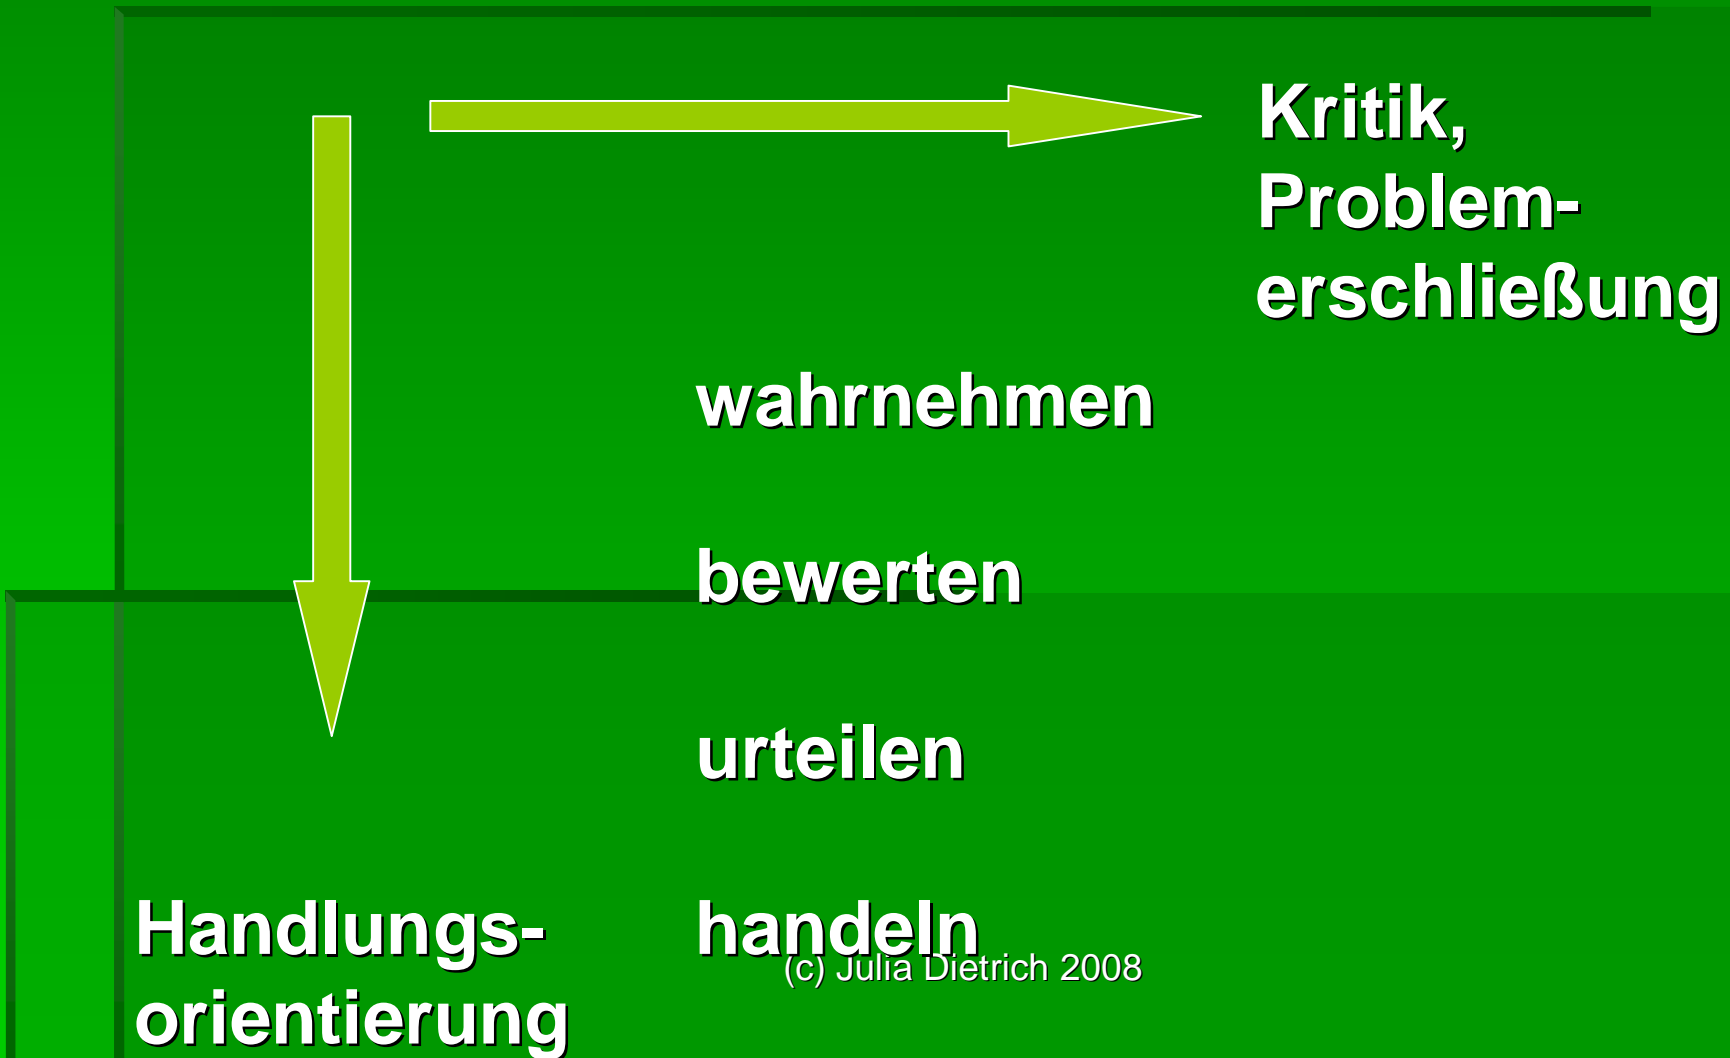 Kritik,
Problem-
erschließung
wahrnehmen
bewerten
urteilen
handeln
Handlungs-
orientierung
(c) Julia Dietrich 2008